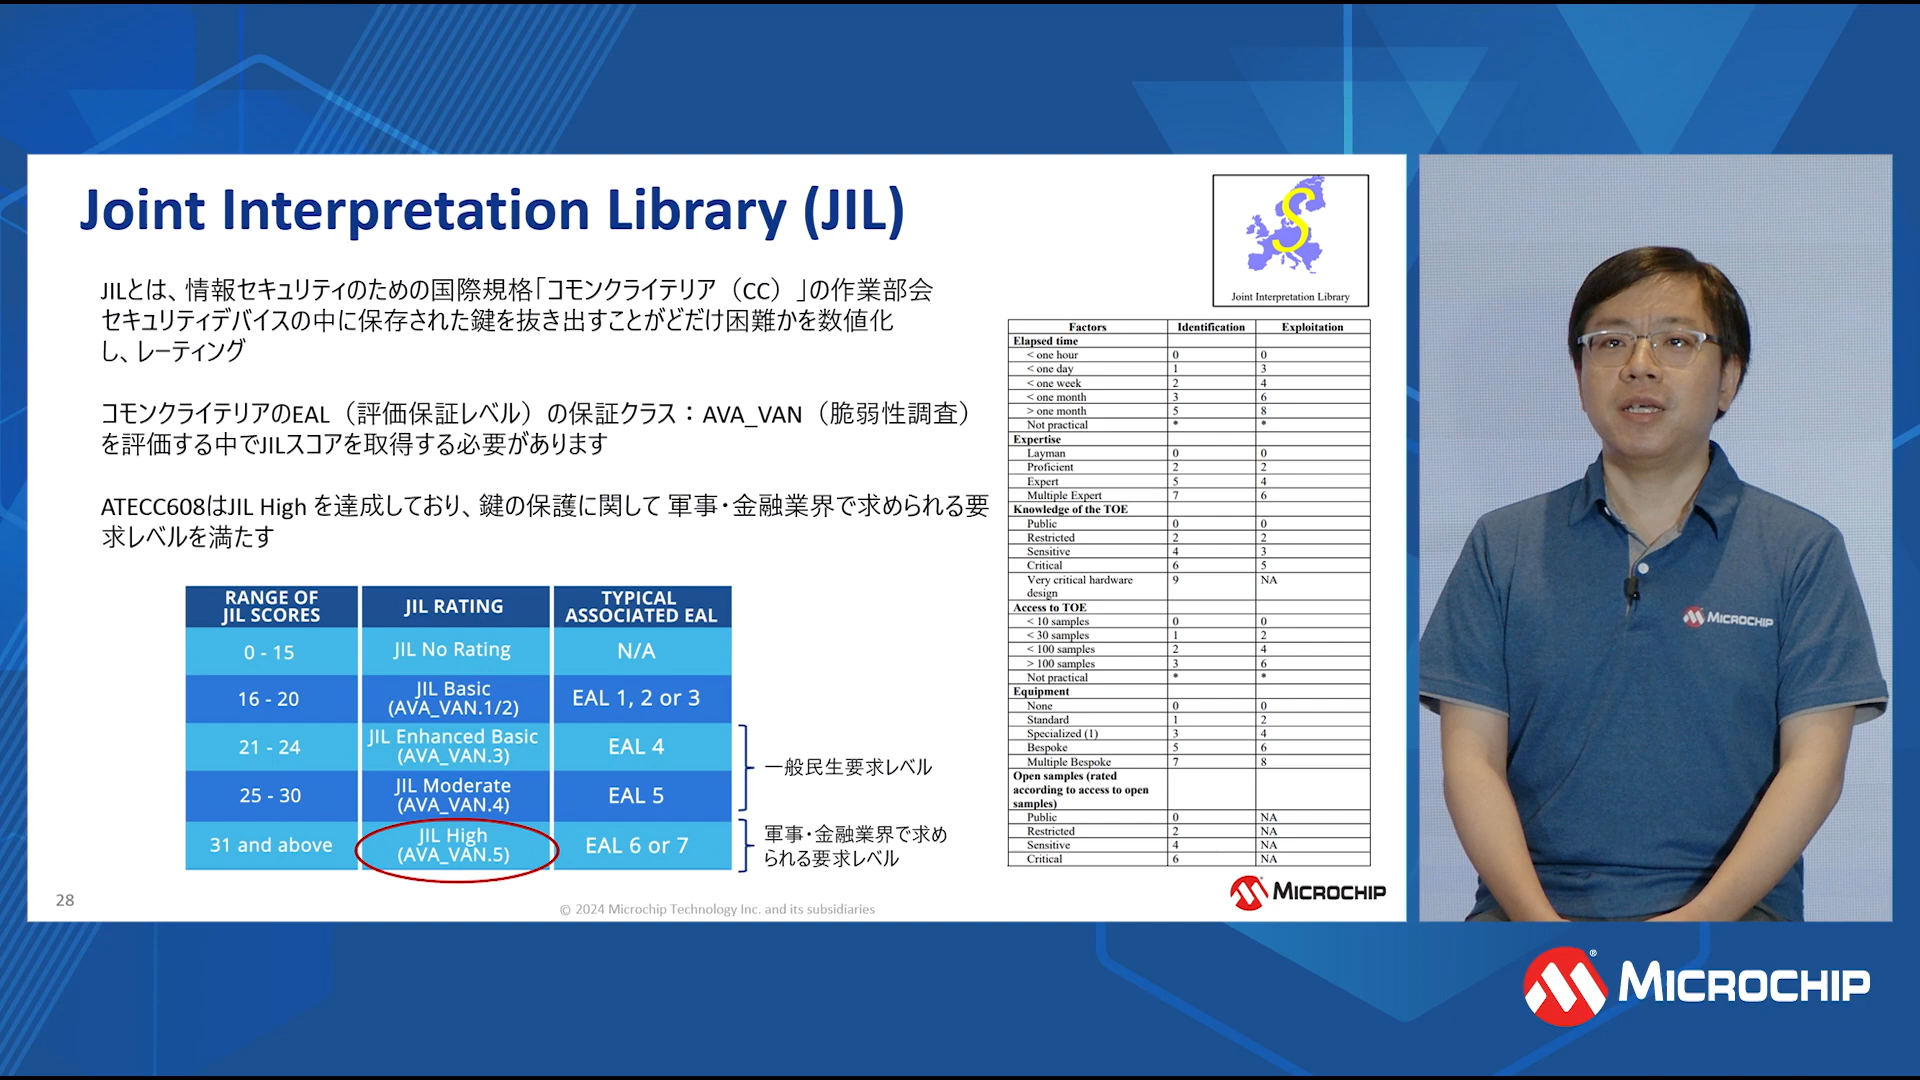 Joint Interpretation Library (JIL)
JILとは、情報セキュリティのための国際規格「コモンクライテリア（CC）」の作業部会
セキュリティデバイスの中に保存された鍵を抜き出すことがどだけ困難かを数値化
し、レーティング
コモンクライテリアのEAL（評価保証レベル）の保証クラス：AVA_VAN（脆弱性調査）
を評価する中でJILスコアを取得する必要があります
ATECC608はJIL High を達成しており、鍵の保護に関して 軍事・金融業界で求められる要
求レベルを満たす
RANGE OF JIL SCORES JIL RATING TYPICAL ASSOCIATED EAL
0 - 15 JIL No Rating N/A
16 - 20 JIL Basic (AVA_VAN.1/2) EAL 1, 2 or 3
21 - 24 JIL Enhanced Basic (AVA_VAN.3) EAL 4
25 - 30 JIL Moderate (AVA_VAN.4) EAL 5
31 and above JIL High (AVA_VAN.5) EAL 6 or 7
一般民生要求レベル
軍事・金融業界で求め
られる要求レベル
S
Joint Interpretation Library
Factors Identification Exploitation
Elapsed time
< one hour 0 0
< one day 1 3
< one week 2 4
< one month 3 6
> one month 5 8
Not practical * *
Expertise
Layman 0 0
Proficient 2 2
Expert 5 4
Multiple Expert 7 6
Knowledge of the TOE
Public 0 0
Restricted 2 2
Sensitive 4 3
Critical 6 5
Very critical hardware 9 NA
design
Access to TOE
< 10 samples 0 0
< 30 samples 1 2
< 100 samples 2 4
> 100 samples 3 6
Not practical * *
Equipment
None 0 0
Standard 1 2
Specialized (1) 3 4
Bespoke 5 6
Multiple Bespoke 7 8
Open samples (rated
according to access to open
samples)
Public 0 NA
Restricted 2 NA
Sensitive 4 NA
Critical 6 NA
28
© 2024 Microchip Technology Inc. and its subsidiaries
MICROCHIP
MICROCHIP
® MICROCHIP